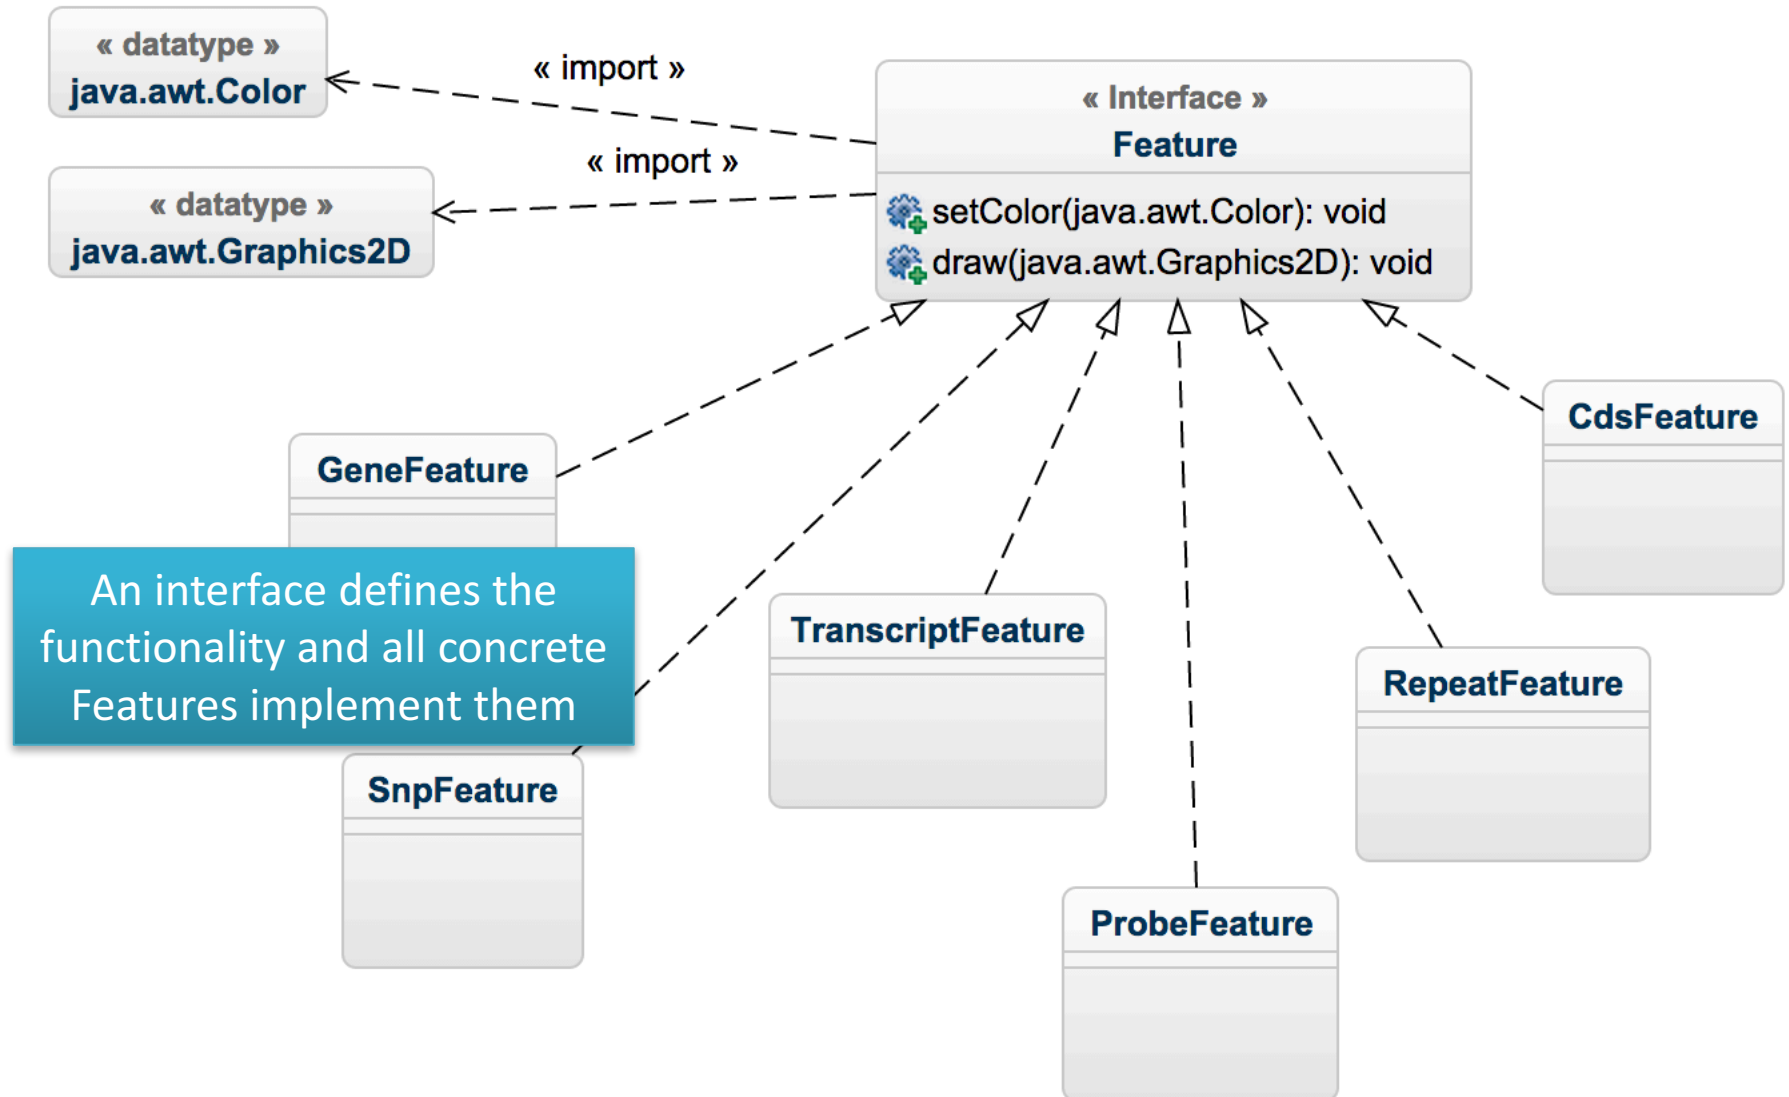 « datatype »
java.awt.Color
« import »
« Interface »
Feature
« import »
« datatype »
java.awt.Graphics2D
setColor(java.awt.Color): void
draw(java.awt.Graphics2D): void
CdsFeature
GeneFeature
An interface defines the
functionality and all concrete
Features implement them
TranscriptFeature
RepeatFeature
SnpFeature
ProbeFeature